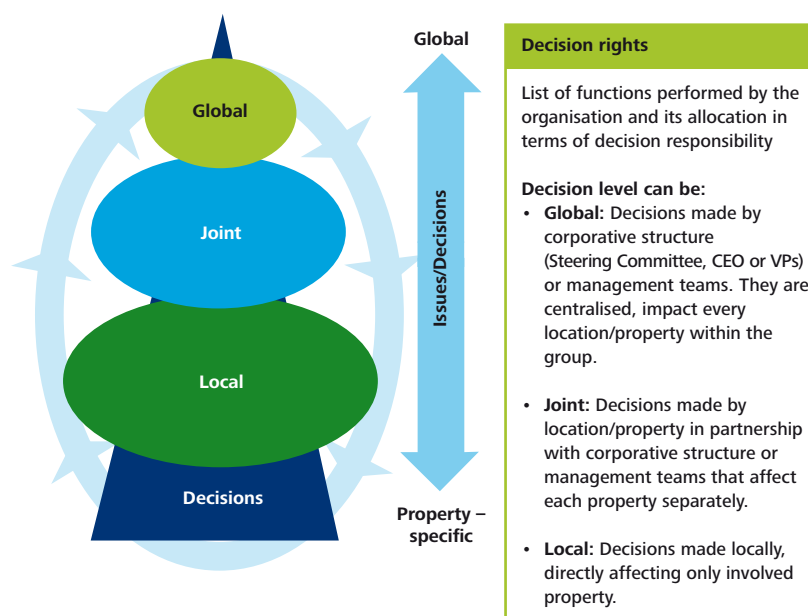 Global
Joint
Local
Decisions
Global
Issues/Decisions
Property –
specific
Decision rights
List of functions performed by the
organisation and its allocation in
terms of decision responsibility
Decision level can be:
• Global: Decisions made by
corporative structure
(Steering Committee, CEO or VPs)
or management teams. They are
centralised, impact every
location/property within the
group.
• Joint: Decisions made by
location/property in partnership
with corporative structure or
management teams that affect
each property separately.
• Local: Decisions made locally,
directly affecting only involved
property.